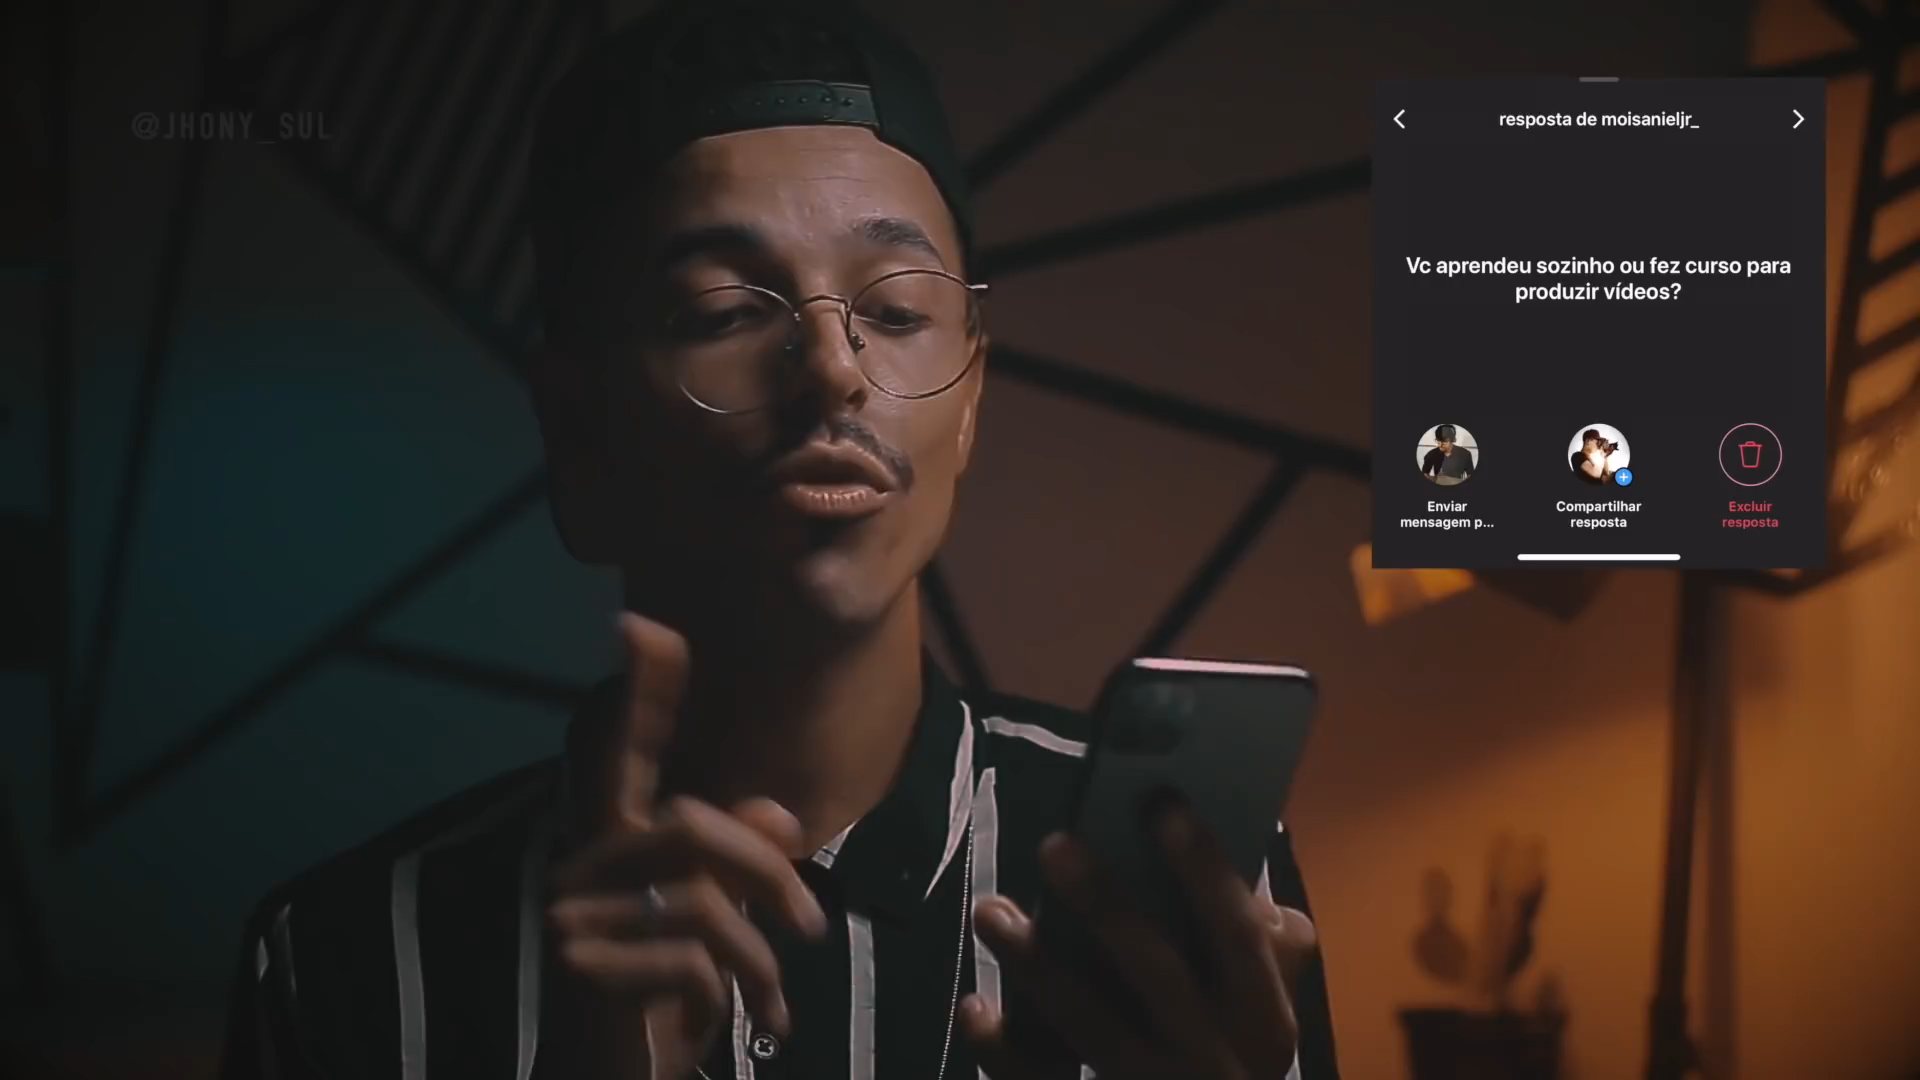 @JHONY_SUL
resposta de moisanieljr_
Vc aprendeu sozinho ou fez curso para
produzir vídeos?
Enviar
mensagem p...
Compartilhar
resposta
Excluir
resposta